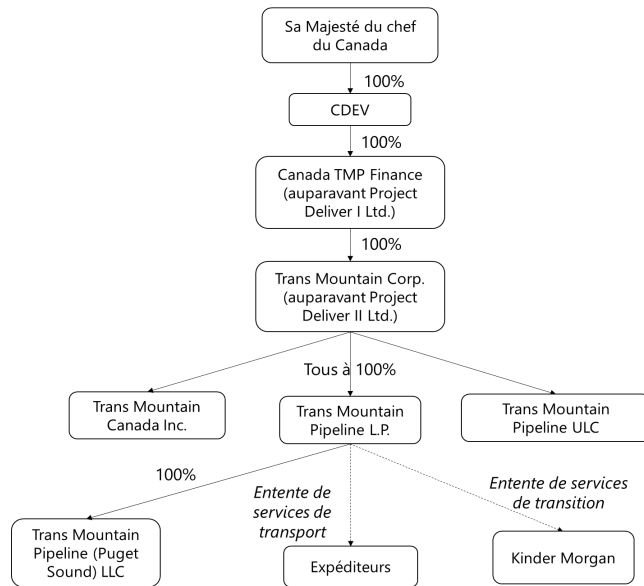 Sa Majesté du chef
du Canada
100%
CDEV
100%
Canada TMP Finance
(auparavant Project
Deliver I Ltd.)
100%
Trans Mountain Corp.
(auparavant Project
Deliver II Ltd.)
Tous à 100%
Trans Mountain
Canada Inc.
Trans Mountain
Pipeline L.P.
Trans Mountain
Pipeline ULC
100%
Entente de
services de
transport
Entente de services
de transition
Trans Mountain
Pipeline (Puget
Sound) LLC
Expéditeurs
Kinder Morgan